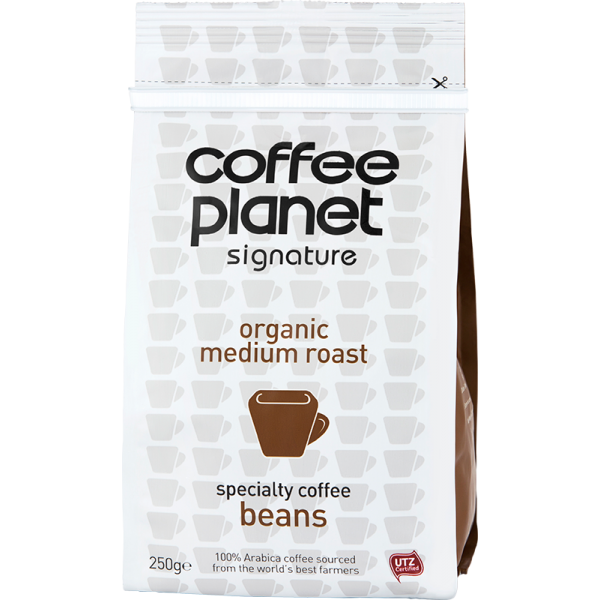 coffee
planet
signature
organic
medium roast
specialty coffee
beans
250g℮
100% Arabica coffee sourced
from the world's best farmers
UTZ
Certified